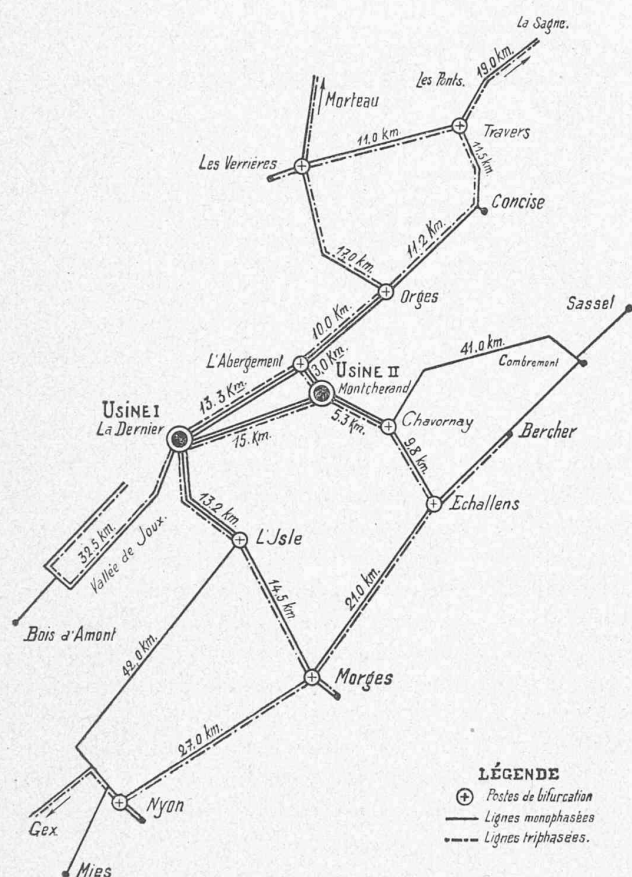 La Sagne.
19.0 km.
Les Ponts.
Morteau
11.0 km
Travers
Les Verrières
11.5 km
Concise
11.2 Km.
17.0 km.
Orges
Sassel
10.0 Km.
L'Abergement
3.0 Km.
41.0 km.
Combremont
USINE II
Montcherand
13.3 Km.
USINE I
La Dernier
15. Km.
5.3 km.
Chavornay
Bercher
9.8 km.
Echallens
13.2 Km.
L'Isle
32.5 km.
Vallée de Joux.
Bois d'Amont
14.5 km
21.0 km.
42.0 km.
Morges
27.0 km.
Nyon
Gex
Mies
LÉGENDE
Postes de bifurcation
Lignes monophasées
Lignes triphasées.